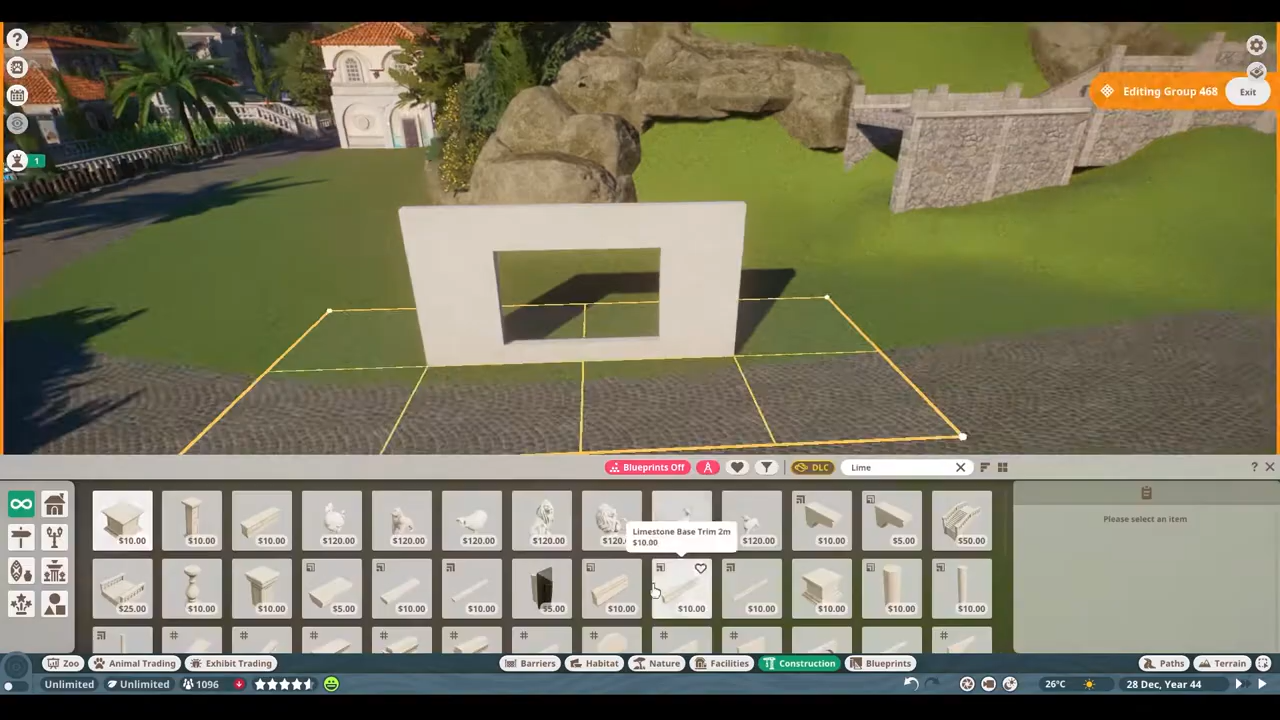 ?
Editing Group 468
Exit
1
Blueprints Off
DLC
Lime
?
$10.00
$10.00
$10.00
$120.00
$120.00
$120.00
$120.00
$120.
Limestone Base Trim 2m
$10.00
$120.00
$10.00
$5.00
$50.00
Please select an item
$25.00
$10.00
$10.00
$5.00
$10.00
$10.00
$5.00
$10.00
$10.00
$10.00
$10.00
$10.00
$10.00
Zoo
Animal Trading
Exhibit Trading
Barriers
Habitat
Nature
Facilities
Construction
Blueprints
Paths
Terrain
Unlimited
Unlimited
1096
26°C
28 Dec, Year 44